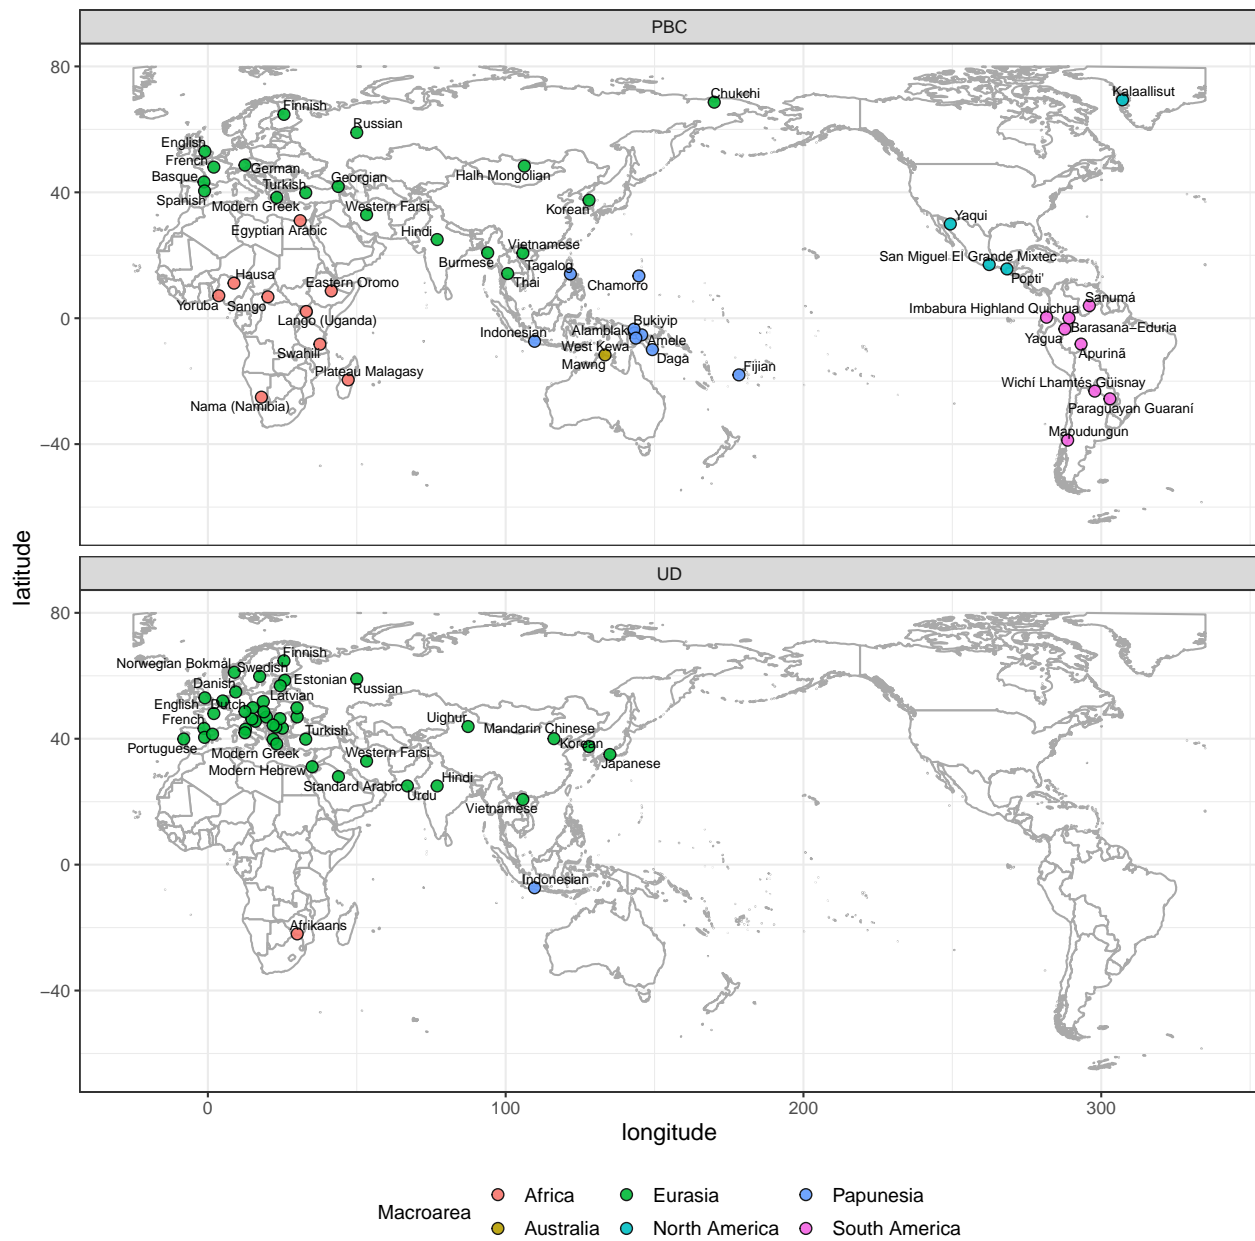 PBC
80
Chukchi
Kalaallisut
Finnish
Russian
English
French
German
Basque
Turkish
Georgian
Halh Mongolian
40
Spanish
Modern Greek
Western Farsi
Korean
Yaqui
Egyptian Arabic
Hindi
Vietnamese
Burmese
Tagalog
San Miguel El Grande Mixtec
Hausa
Eastern Oromo
Thai
Chamorro
Popti'
Yoruba
Sango
Sanumá
Imbabura Highland Quichua
0
Lango (Uganda)
Indonesian
Alamblak
Bukiyip
Barasana−Eduria
Swahili
West Kewa
Amele
Yagua
Mawng
Daga
Apurinã
Plateau Malagasy
Fijian
Wichí Lhamtés Güisnay
Nama (Namibia)
Paraguayan Guaraní
Mapudungun
−40
latitude
UD
80
Norwegian Bokmål
Finnish
Swedish
Danish
Estonian
Russian
English
Dutch
Latvian
French
Uighur
Mandarin Chinese
Turkish
Korean
40
Portuguese
Modern Greek
Western Farsi
Japanese
Modern Hebrew
Standard Arabic
Hindi
Urdu
Vietnamese
0
Indonesian
Afrikaans
−40
0
100
200
300
longitude
Macroarea
Africa
Eurasia
Papunesia
Australia
North America
South America